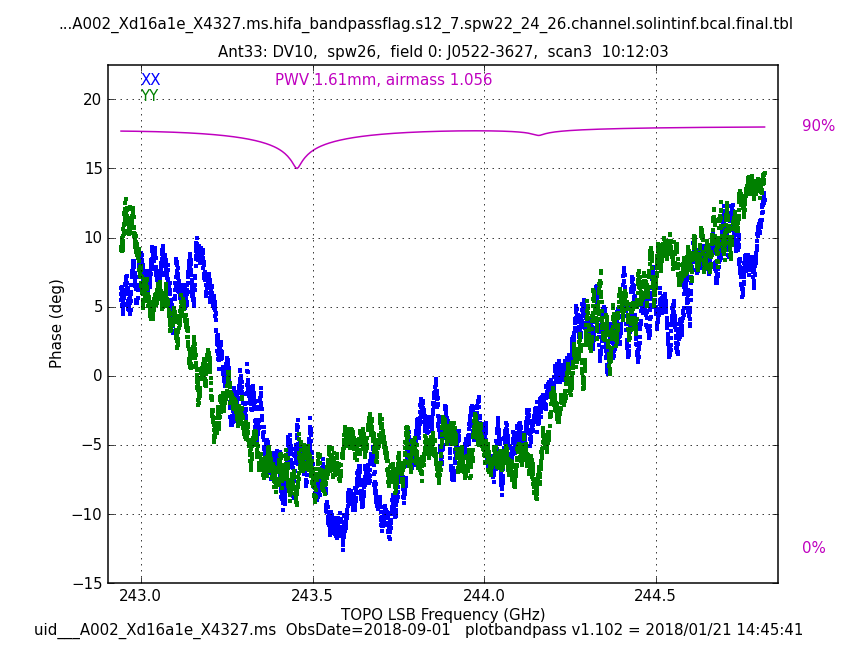 ...A002_Xd16a1e_X4327.ms.hifa_bandpassflag.s12_7.spw22_24_26.channel.solintinf.bcal.final.tbl
Ant33: DV10,  spw26,  field 0: J0522-3627,  scan3  10:12:03
XX
YY
PWV 1.61mm, airmass 1.056
90%
0%
20
15
10
5
0
−5
−10
−15
Phase (deg)
243.0
243.5
244.0
244.5
TOPO LSB Frequency (GHz)
uid___A002_Xd16a1e_X4327.ms  ObsDate=2018-09-01   plotbandpass v1.102 = 2018/01/21 14:45:41